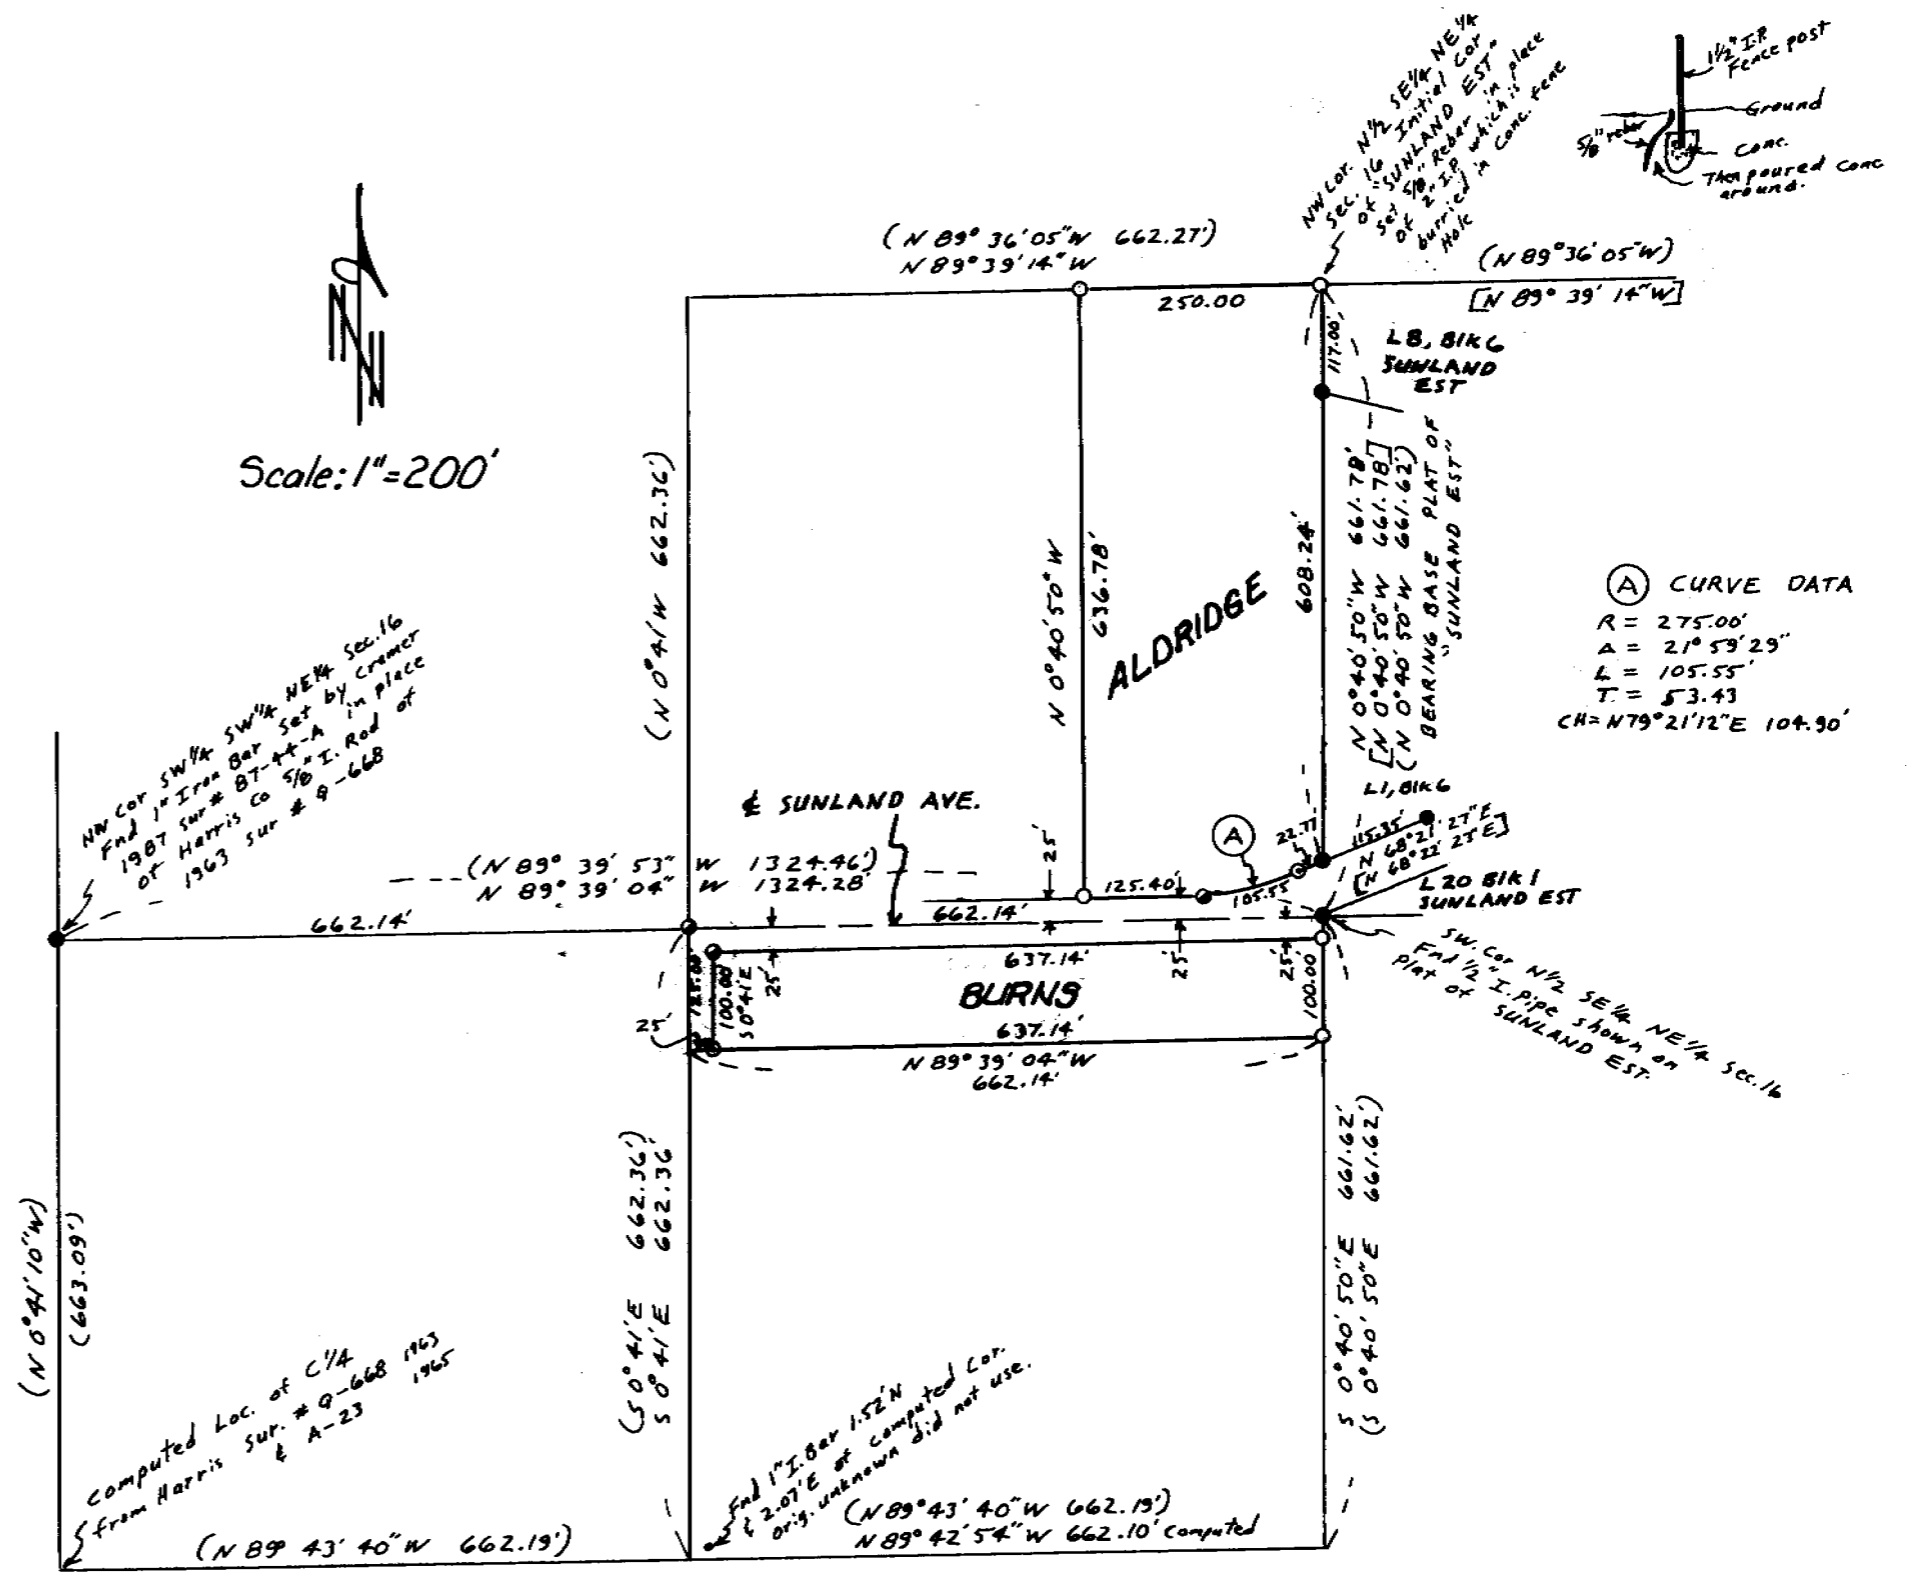 1½" I.P.
Fence post
Ground
5/8" rebar
Conc.
Then poured conc
around.
NW Cor. N½ SE¼ NE¼
Sec. 16 Initial Cor
of "SUNLAND EST"
Set 5/8" Rebar in place
of 2" I.P. which is
burried in conc. fene
Hole
(N 89° 36' 05" W 662.27')
N 89° 39' 14" W
250.00
(N 89° 36' 05" W)
[N 89° 39' 14" W]
Scale: 1"=200'
117.00'
L8, Blk 6
SUNLAND
EST
(N 0° 41' W 662.36')
N 0° 40' 50" W
636.78'
ALDRIDGE
608.24'
N 0° 40' 50" W 661.78'
[N 0° 40' 50" W 661.78']
(N 0° 40' 50" W 661.62')
BEARING BASE PLAT OF
"SUNLAND EST"
A CURVE DATA
R = 275.00'
Δ = 21° 59' 29"
L = 105.55'
T = 53.43
CH = N79° 21' 12" E 104.90'
NW Cor SW¼ SW¼ NE¼ Sec. 16
Fnd 1" Iron Bar Set by Cramer
1987 sur # 87-44-A in place
of Harris Co 5/8" I. Rod of
1963 sur # Q-668
℄ SUNLAND AVE.
A
22.77
L1, Blk 6
115.35'
N 68° 21' 27" E
[N 68° 22' 23" E]
(N 89° 39' 53" W 1324.46')
N 89° 39' 04" W 1324.28'
25'
125.40'
105.55
L 20 Blk 1
SUNLAND EST
662.14'
662.14'
SW. Cor N½ SE¼ NE¼ Sec. 16
Fnd ½" I. Pipe shown on
Plat of SUNLAND EST.
125.00
100.00
S 0° 41' E
25'
637.14'
25'
25'
100.00'
BURNS
25'
637.14'
N 89° 39' 04" W
662.14'
(S 0° 41' E 662.36')
S 0° 41' E 662.36'
S 0° 40' 50" E 661.62'
(S 0° 40' 50" E 661.62')
(N 0° 41' 10" W)
(663.09')
Computed Loc. of C¼
from Harris sur. # Q-668 1963
& A-23 1965
Fnd 1" I. Bar 1.52' N
& 2.07' E of computed Cor.
orig. unknown did not use.
(N 89° 43' 40" W 662.19')
(N 89° 43' 40" W 662.19')
N 89° 42' 54" W 662.10' Computed